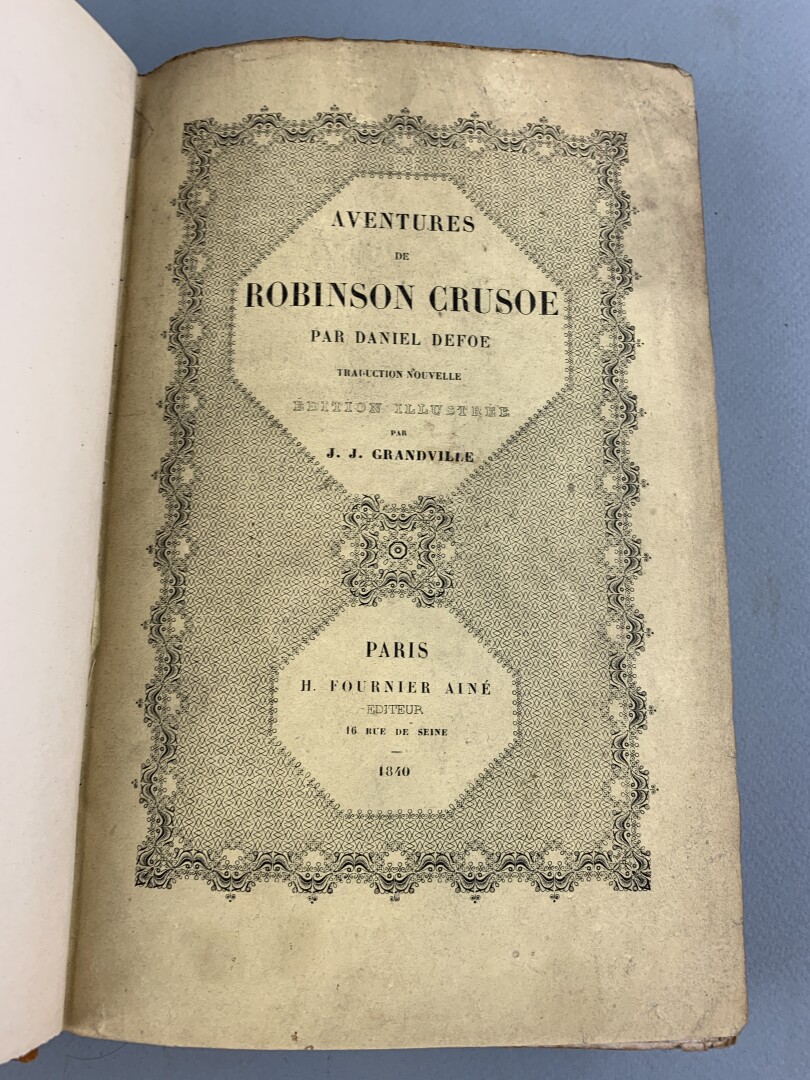 AVENTURES
DE
ROBINSON CRUSOE
PAR DANIEL DEFOE
TRADUCTION NOUVELLE
ÉDITION ILLUSTRÉE
PAR
J. J. GRANDVILLE
PARIS
H. FOURNIER AINÉ
EDITEUR
16 RUE DE SEINE
—
1840